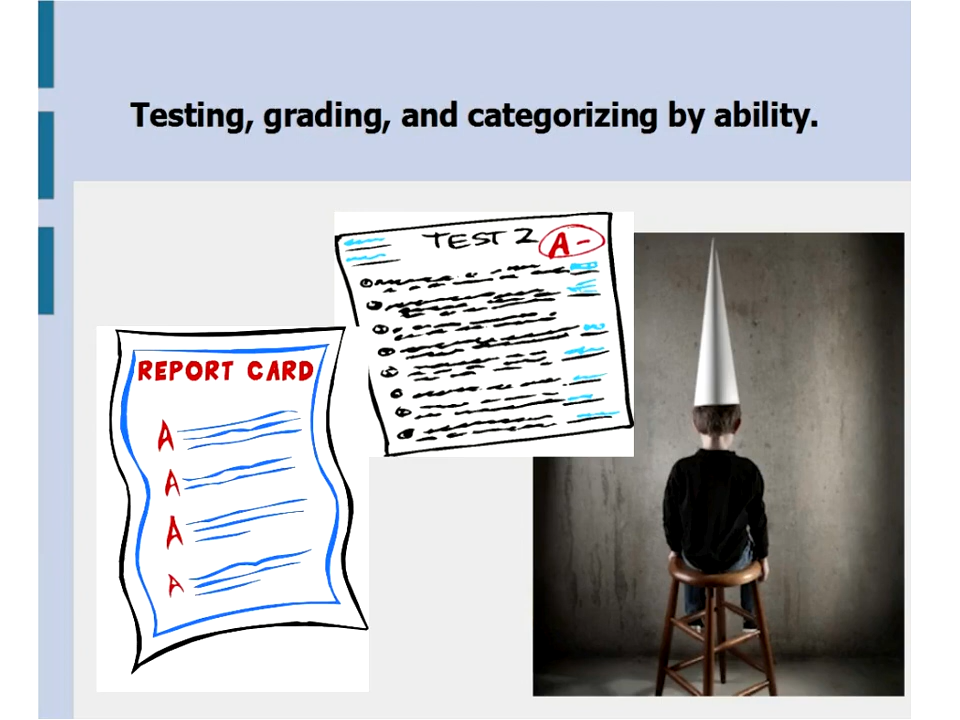 Testing, grading, and categorizing by ability.
TEST 2 A-
REPORT CARD
A
A
A
A